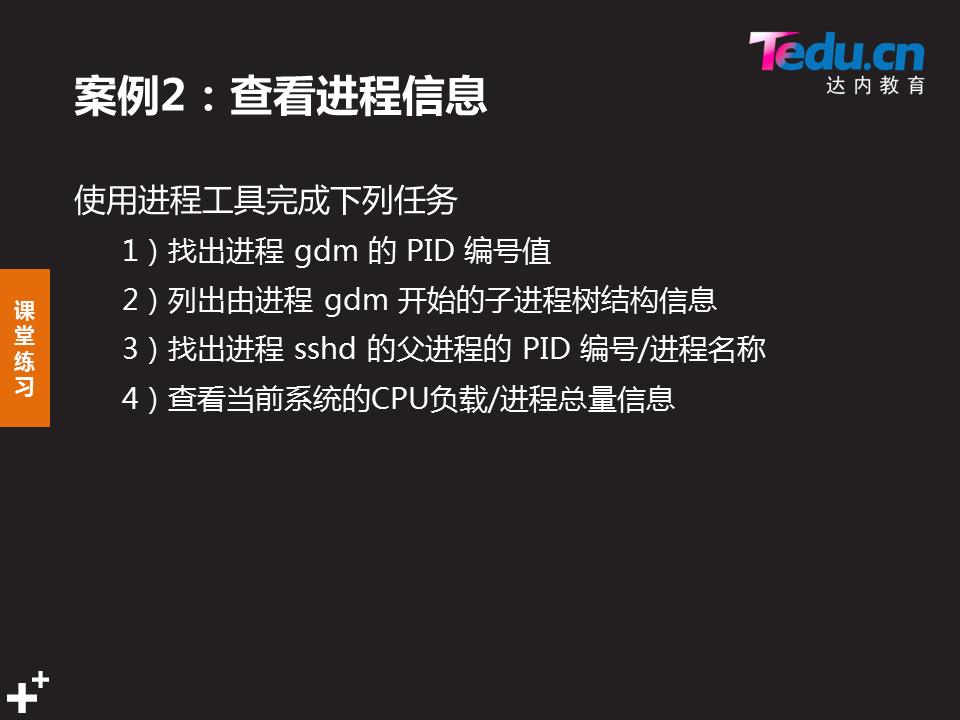 Tedu.cn
达内教育
案例2：查看进程信息
使用进程工具完成下列任务
1）找出进程 gdm 的 PID 编号值
2）列出由进程 gdm 开始的子进程树结构信息
3）找出进程 sshd 的父进程的 PID 编号/进程名称
4）查看当前系统的CPU负载/进程总量信息
课堂练习